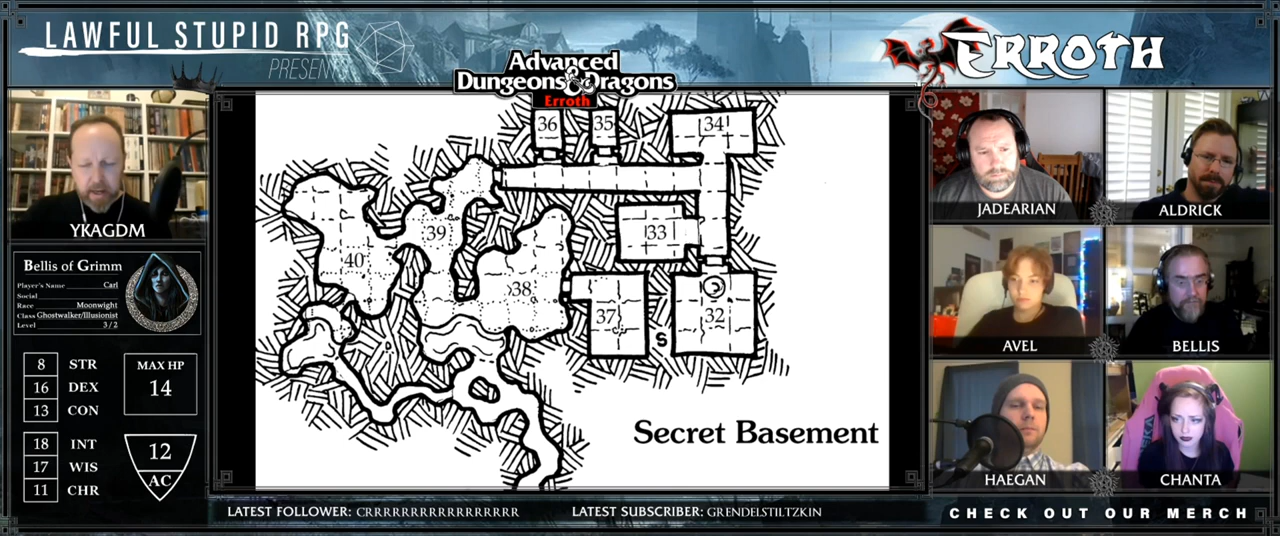 LAWFUL STUPID RPG
PRESENT
Advanced
Dungeons & Dragons
Erroth
ERROTH
YKAGDM
Bellis of Grimm
Player's Name Carl
Social
Race Moonwight
Class Ghostwalker/Illusionist
Level 3/2
8 STR
16 DEX
13 CON
18 INT
17 WIS
11 CHR
MAX HP
14
12
AC
36
35
34
33
39
40
38
37
32
S
Secret Basement
JADEARIAN
ALDRICK
AVEL
BELLIS
HAEGAN
CHANTA
LATEST FOLLOWER: CRRRRRRRRRRRRRRRRR
LATEST SUBSCRIBER: GRENDELSTILTZKIN
CHECK OUT OUR MERCH